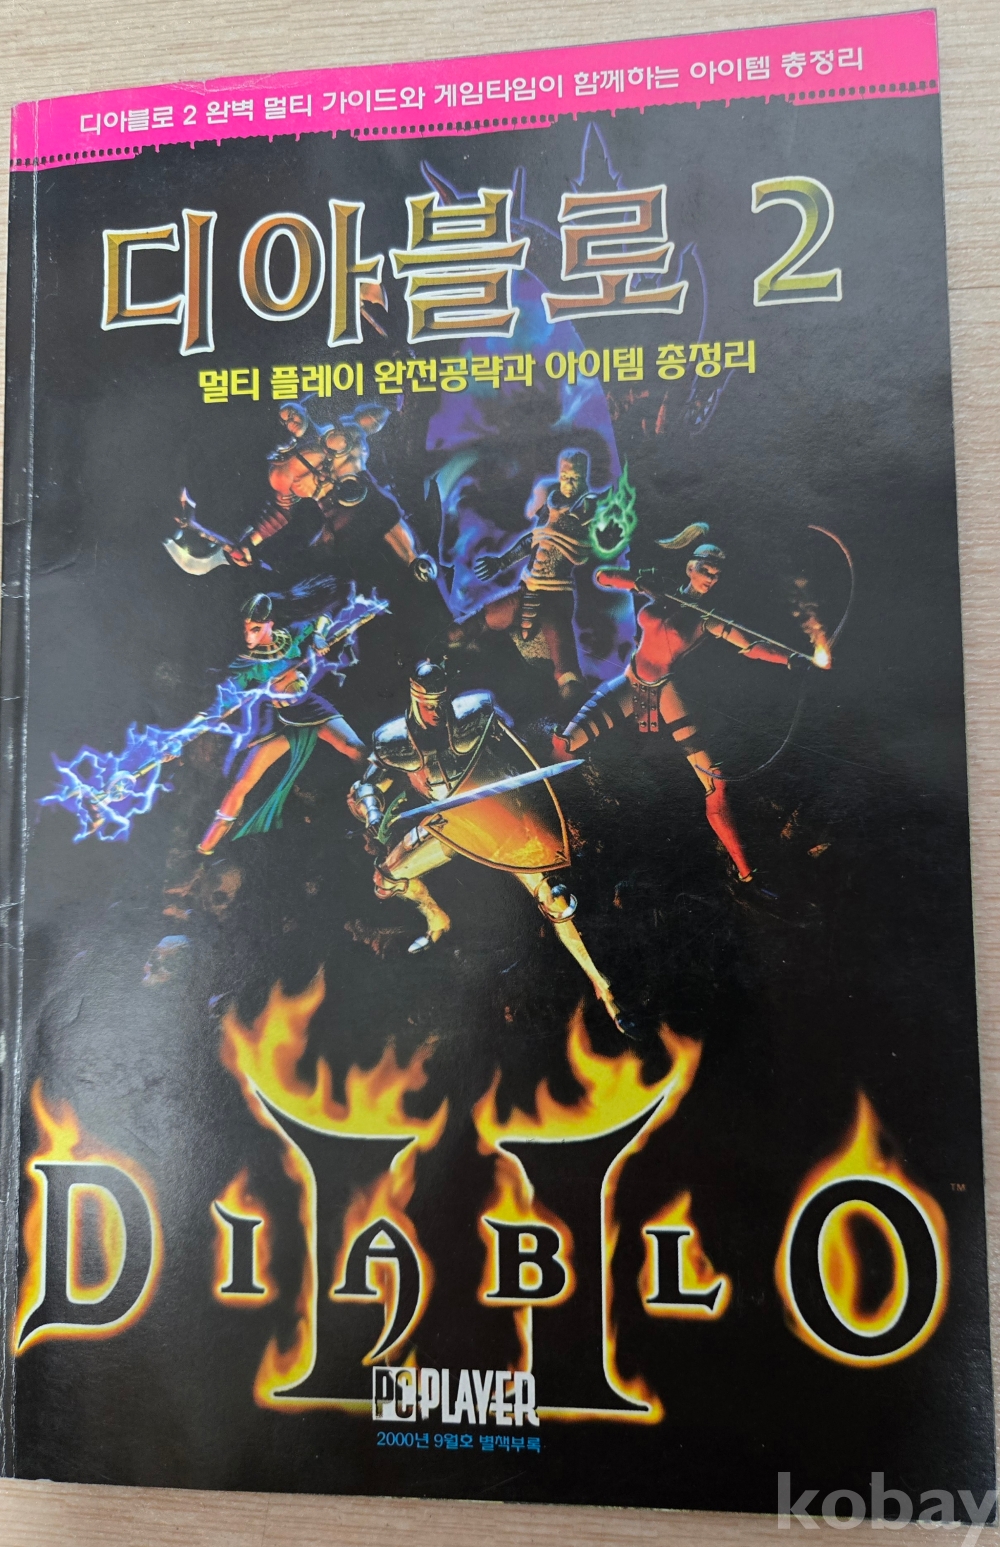 디아블로 2 완벽 멀티 가이드와 게임타임이 함께하는 아이템 총정리
디아블로 2
멀티 플레이 완전공략과 아이템 총정리
DIABLO II ™
PC PLAYER
2000년 9월호 별책부록
kobay